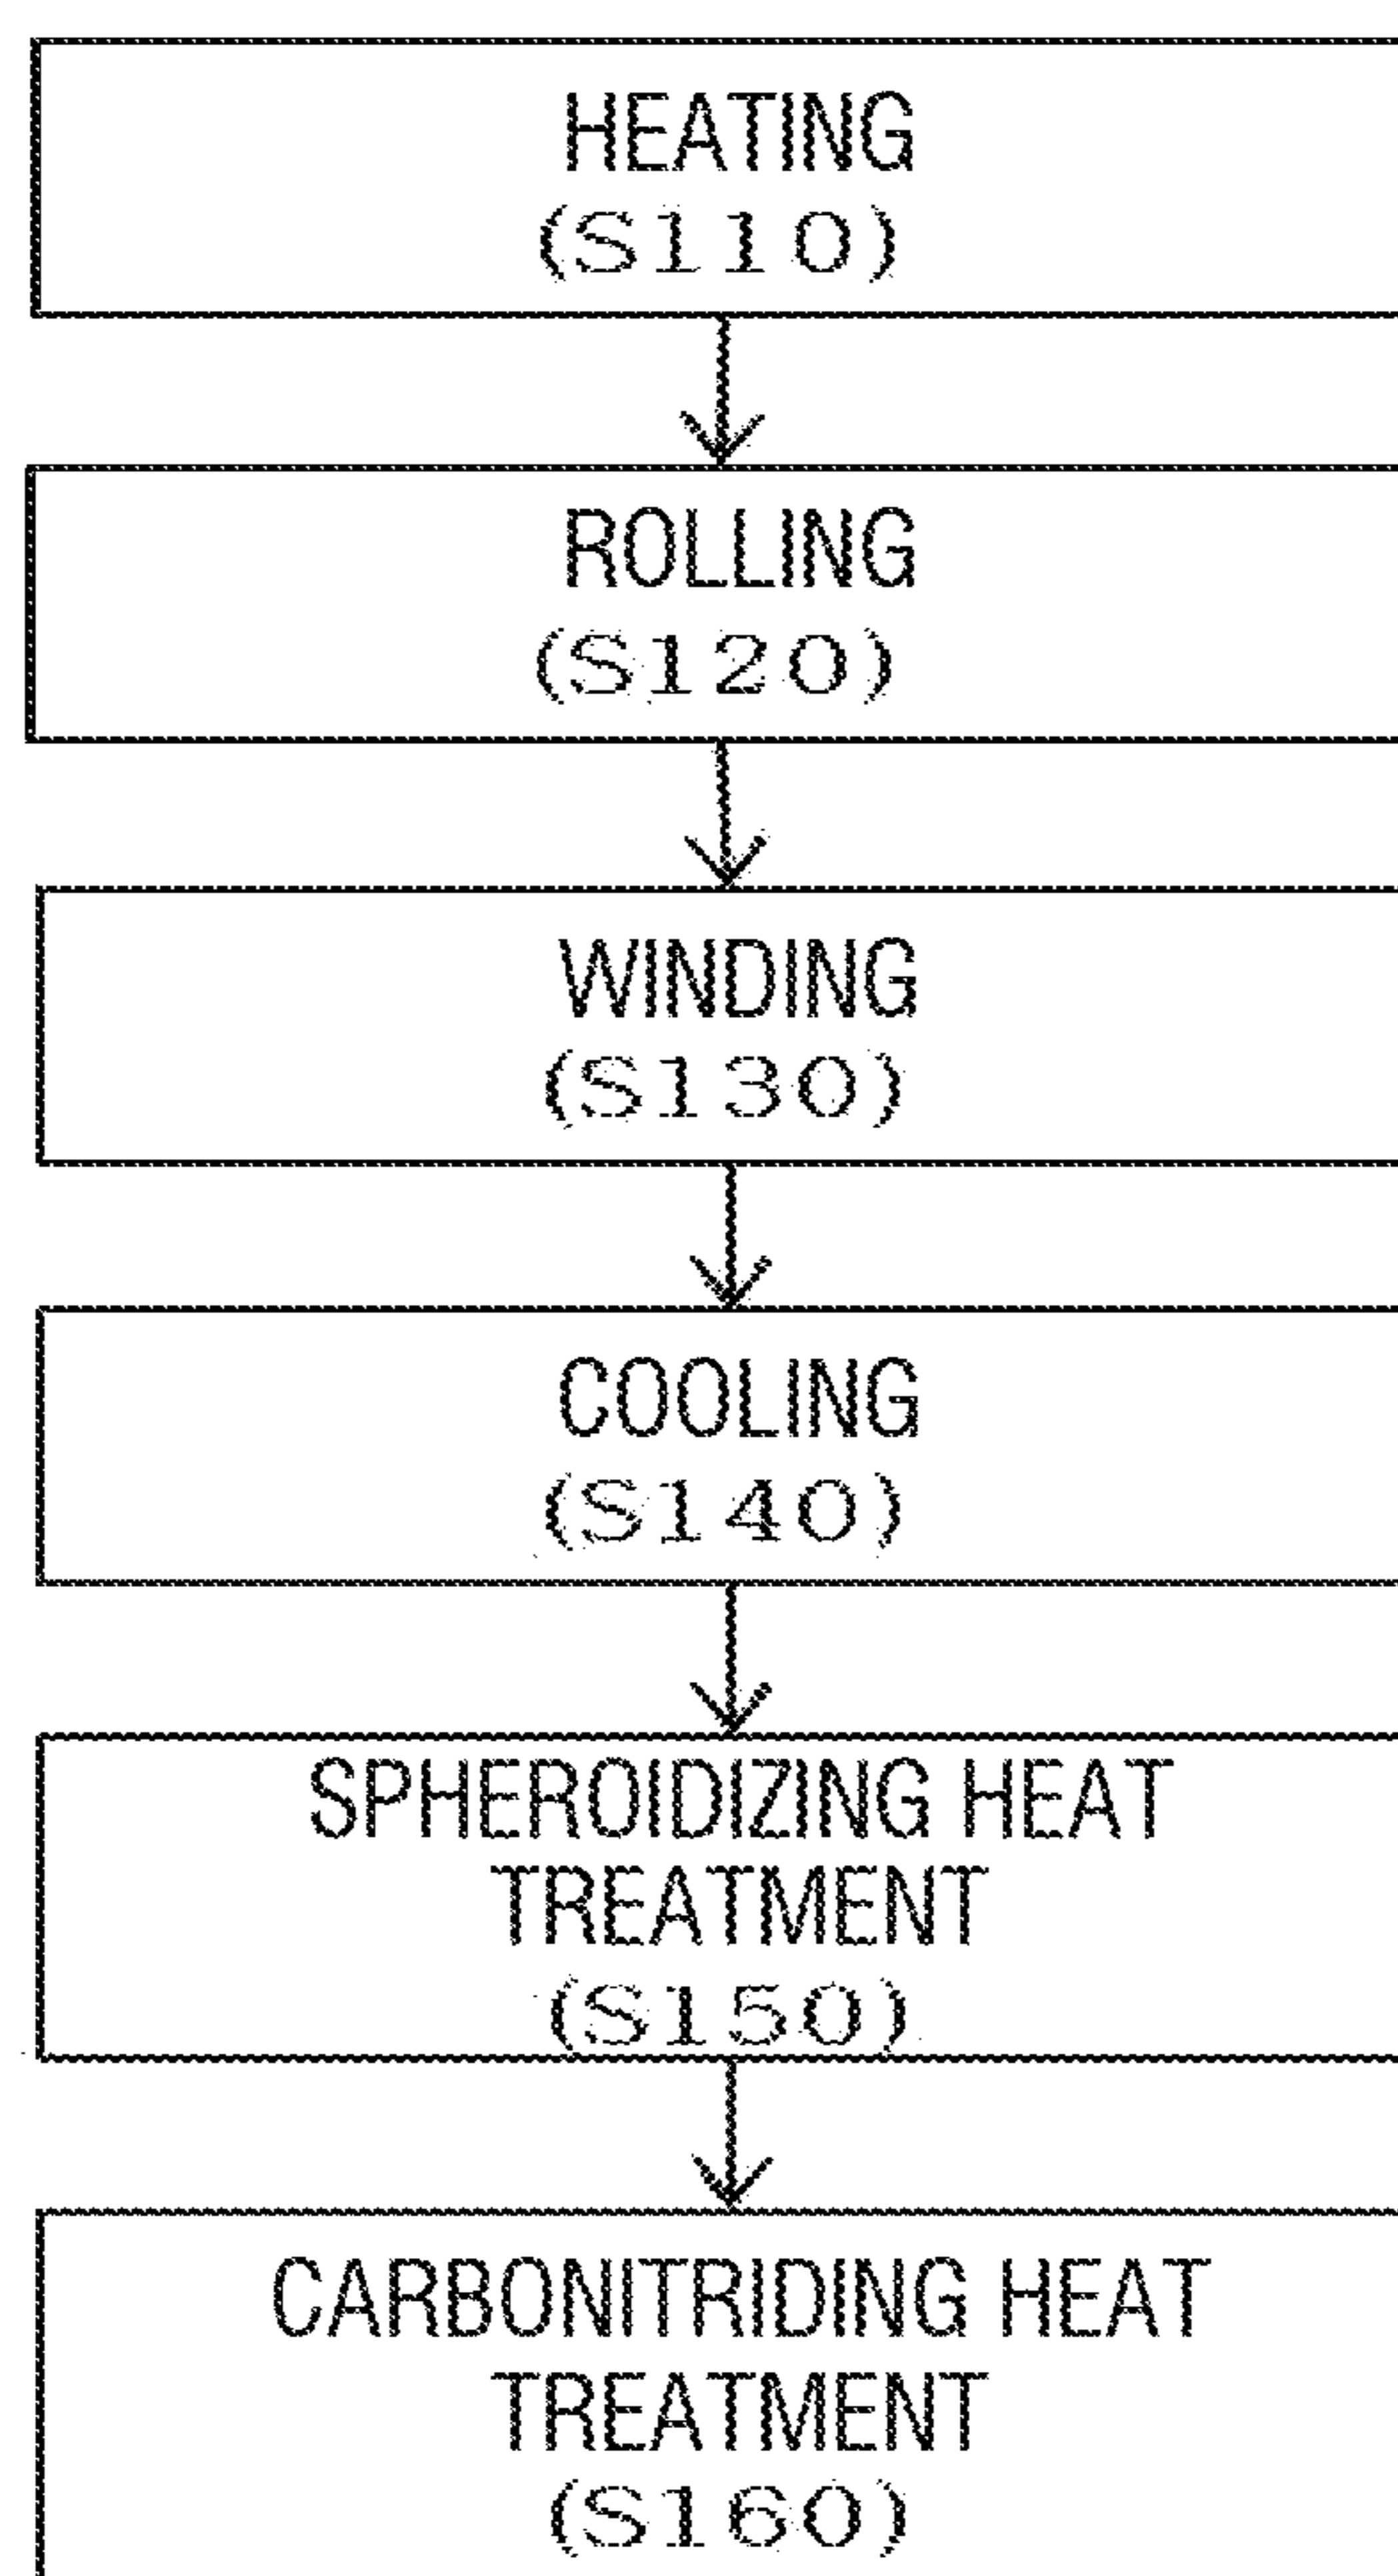 HEATING
(S110)
ROLLING
(S120)
WINDING
(S130)
COOLING
(S140)
SPHEROIDIZING HEAT
TREATMENT
(S150)
CARBONITRIDING HEAT
TREATMENT
(S160)